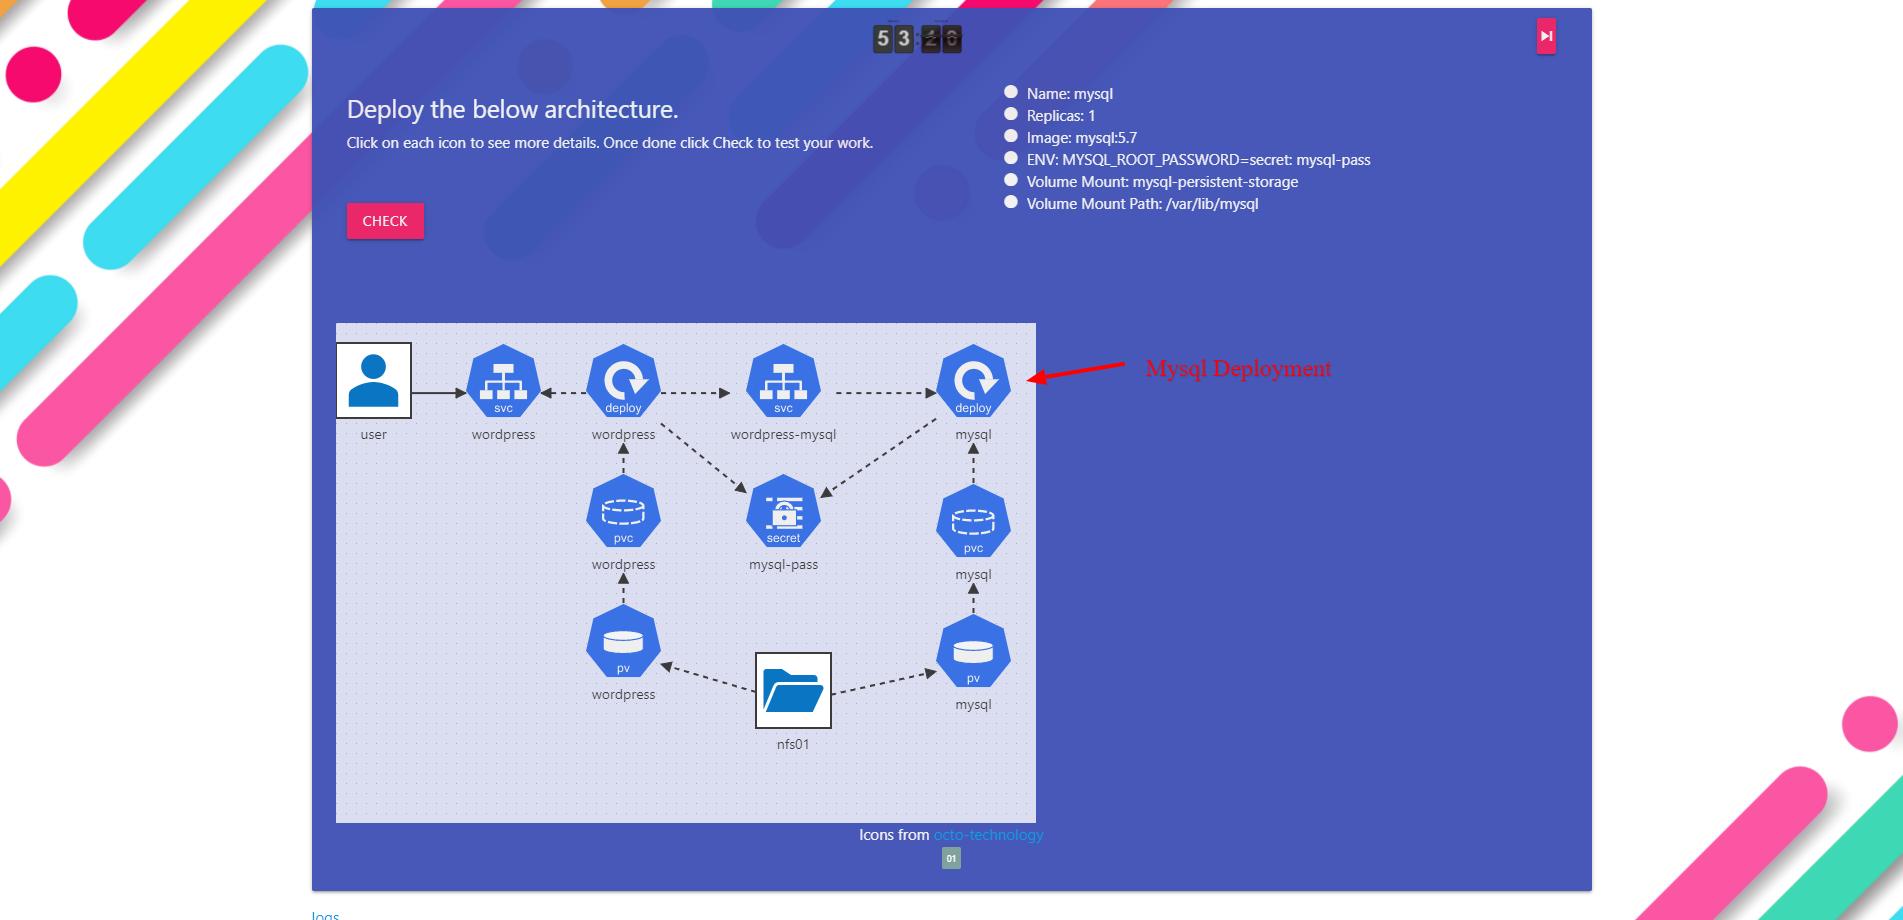 53:
Deploy the below architecture.
Click on each icon to see more details. Once done click Check to test your work.
CHECK
Name: mysql
Replicas: 1
Image: mysql:5.7
ENV: MYSQL_ROOT_PASSWORD=secret: mysql-pass
Volume Mount: mysql-persistent-storage
Volume Mount Path: /var/lib/mysql
Mysql Deployment
svc
deploy
svc
deploy
user
wordpress
wordpress
wordpress-mysql
mysql
pvc
secret
pvc
wordpress
mysql-pass
mysql
pv
pv
wordpress
mysql
nfs01
Icons from octo-technology
01
logs